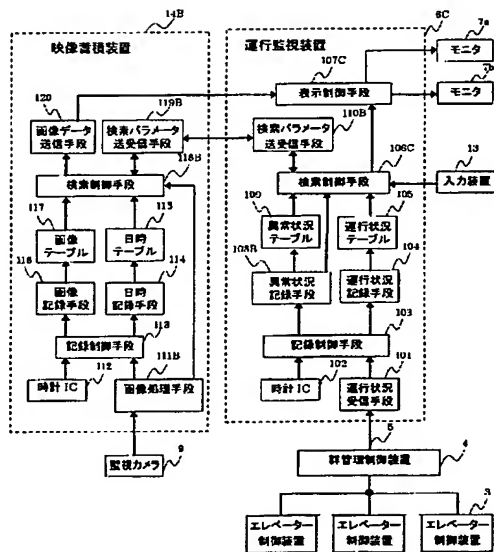 14B
6C
7a
映像蓄積装置
運行監視装置
107C
モニタ
7b
120
119B
表示制御手段
モニタ
画像データ
送信手段
検索パラメータ
送受信手段
検索パラメータ
送受信手段
110B
118B
106C
13
検索制御手段
検索制御手段
入力装置
117
115
109
105
画像
テーブル
日時
テーブル
異常状況
テーブル
運行状況
テーブル
116
114
108B
104
画像
記録手段
日時
記録手段
異常状況
記録手段
運行状況
記録手段
113
103
記録制御手段
記録制御手段
111B
101
時計IC
画像処理手段
時計IC
運行状況
受信手段
112
102
5
9
4
監視カメラ
群管理制御装置
3
エレベーター
制御装置
エレベーター
制御装置
エレベーター
制御装置